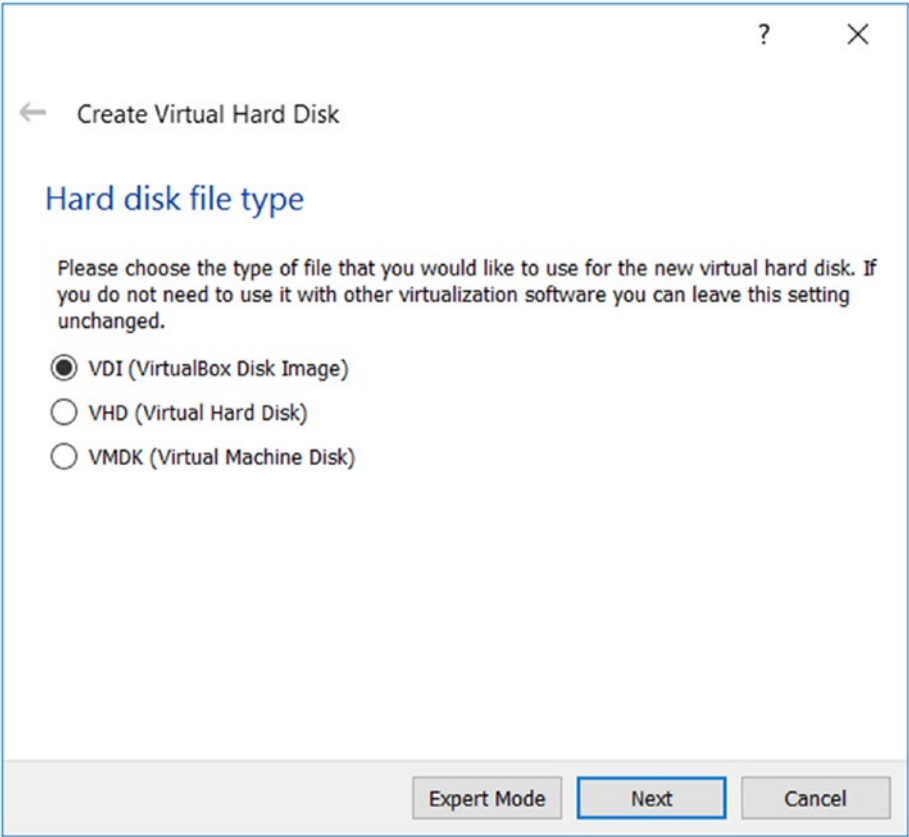 ?
Create Virtual Hard Disk
Hard disk file type
Please choose the type of file that you would like to use for the new virtual hard disk. If
you do not need to use it with other virtualization software you can leave this setting
unchanged.
VDI (VirtualBox Disk Image)
VHD (Virtual Hard Disk)
VMDK (Virtual Machine Disk)
Expert Mode Next Cancel